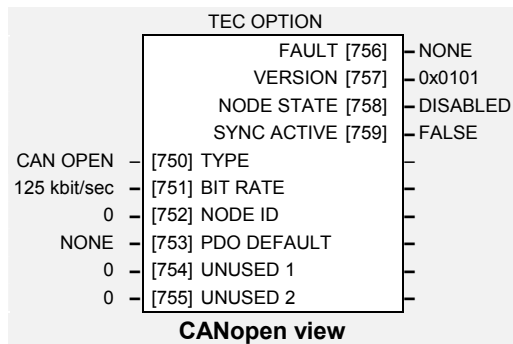 TEC OPTION
FAULT [756] NONE
VERSION [757] 0x0101
NODE STATE [758] DISABLED
SYNC ACTIVE [759] FALSE
CAN OPEN [750] TYPE
125 kbit/sec [751] BIT RATE
0 [752] NODE ID
NONE [753] PDO DEFAULT
0 [754] UNUSED 1
0 [755] UNUSED 2
CANopen view